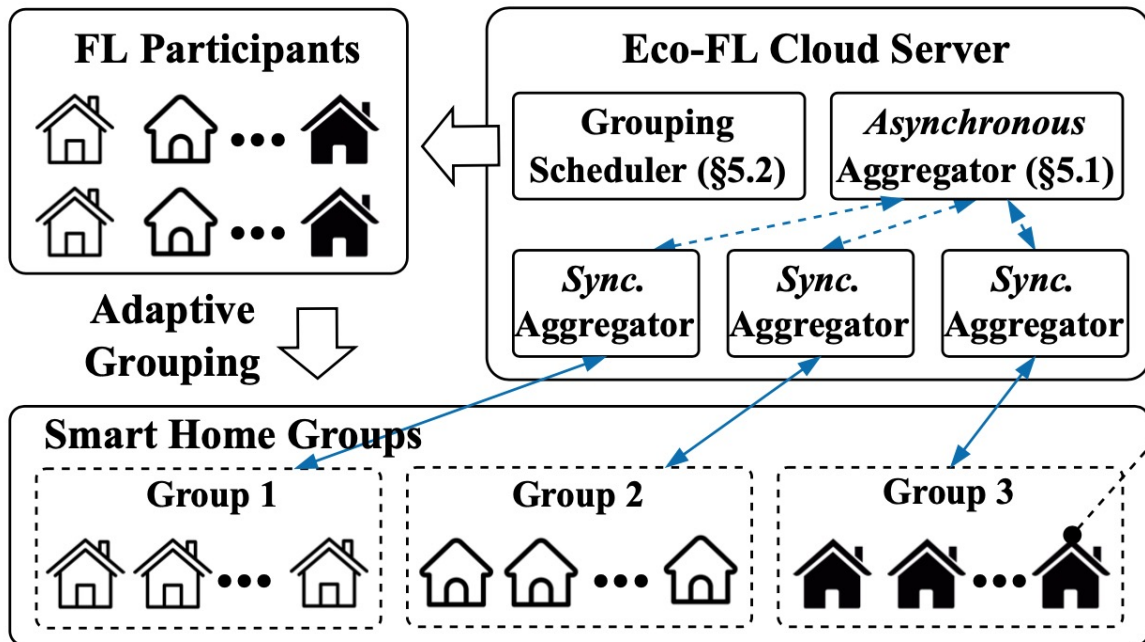 FL Participants
Eco-FL Cloud Server
Grouping
Scheduler (§5.2)
Asynchronous
Aggregator (§5.1)
Sync.
Aggregator
Sync.
Aggregator
Sync.
Aggregator
Adaptive
Grouping
Smart Home Groups
Group 1
Group 2
Group 3